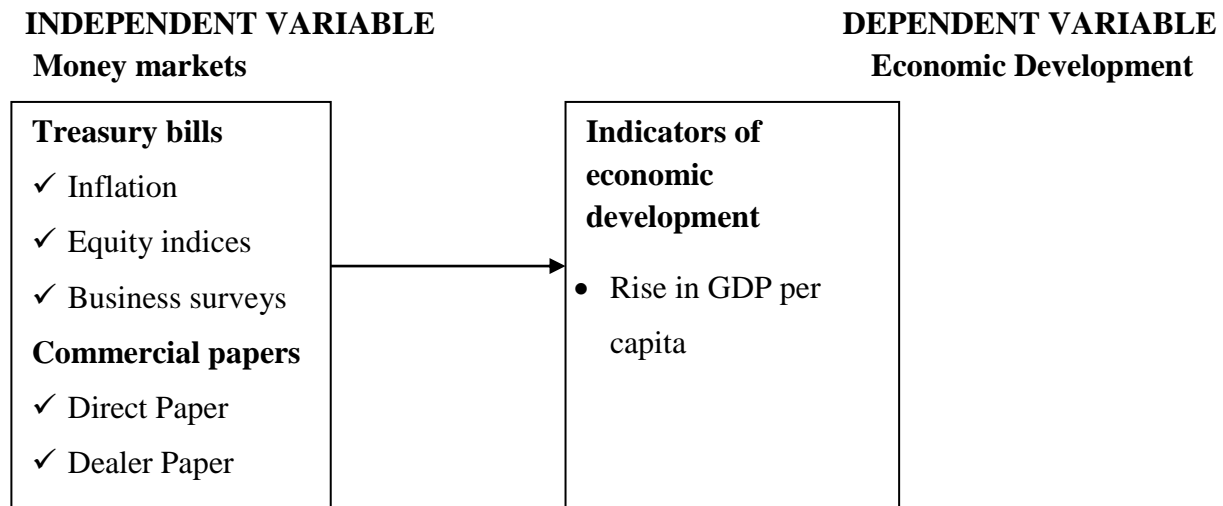 INDEPENDENT VARIABLE
Money markets
Treasury bills
✓ Inflation
✓ Equity indices
✓ Business surveys
Commercial papers
✓ Direct Paper
✓ Dealer Paper
DEPENDENT VARIABLE
Economic Development
Indicators of
economic
development
• Rise in GDP per
capita